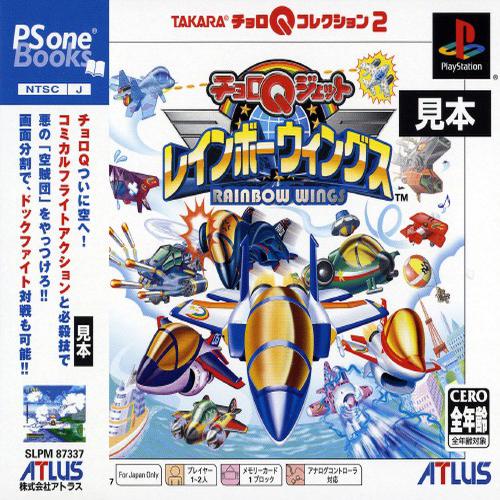 PS one
Books
NTSC J
チョロQついに空へ!
コミカルフライトアクションと必殺技で
悪の「空賊団」をやっつけろ!!
画面分割で、ドックファイト対戦も可能!!
見本
SLPM 87337
ATLUS
株式会社アトラス
TAKARA® チョロQコレクション2
チョロQジェット
レインボーウイングス
RAINBOW WINGS
TM
PlayStation
見本
CERO
全年齢
全年齢対象
7
For Japan Only
プレイヤー
1-2人
メモリーカード
1ブロック
アナログコントローラ
対応
ATLUS